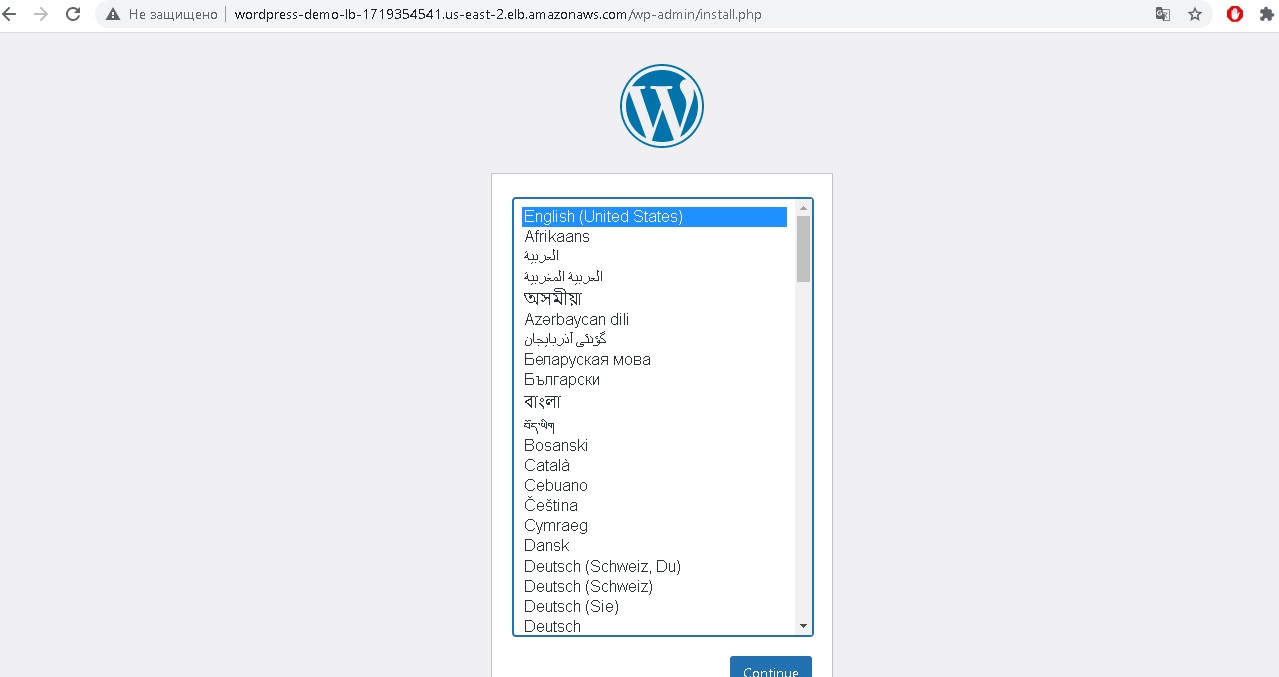 Не защищено wordpress-demo-lb-1719354541.us-east-2.elb.amazonaws.com/wp-admin/install.php
W
English (United States)
Afrikaans
العربية
العربية المغربية
অসমীয়া
Azərbaycan dili
گؤنئی آذربایجان
Беларуская мова
Български
বাংলা
བོད་ཡིག
Bosanski
Català
Cebuano
Čeština
Cymraeg
Dansk
Deutsch (Schweiz, Du)
Deutsch (Schweiz)
Deutsch (Sie)
Deutsch
Continue